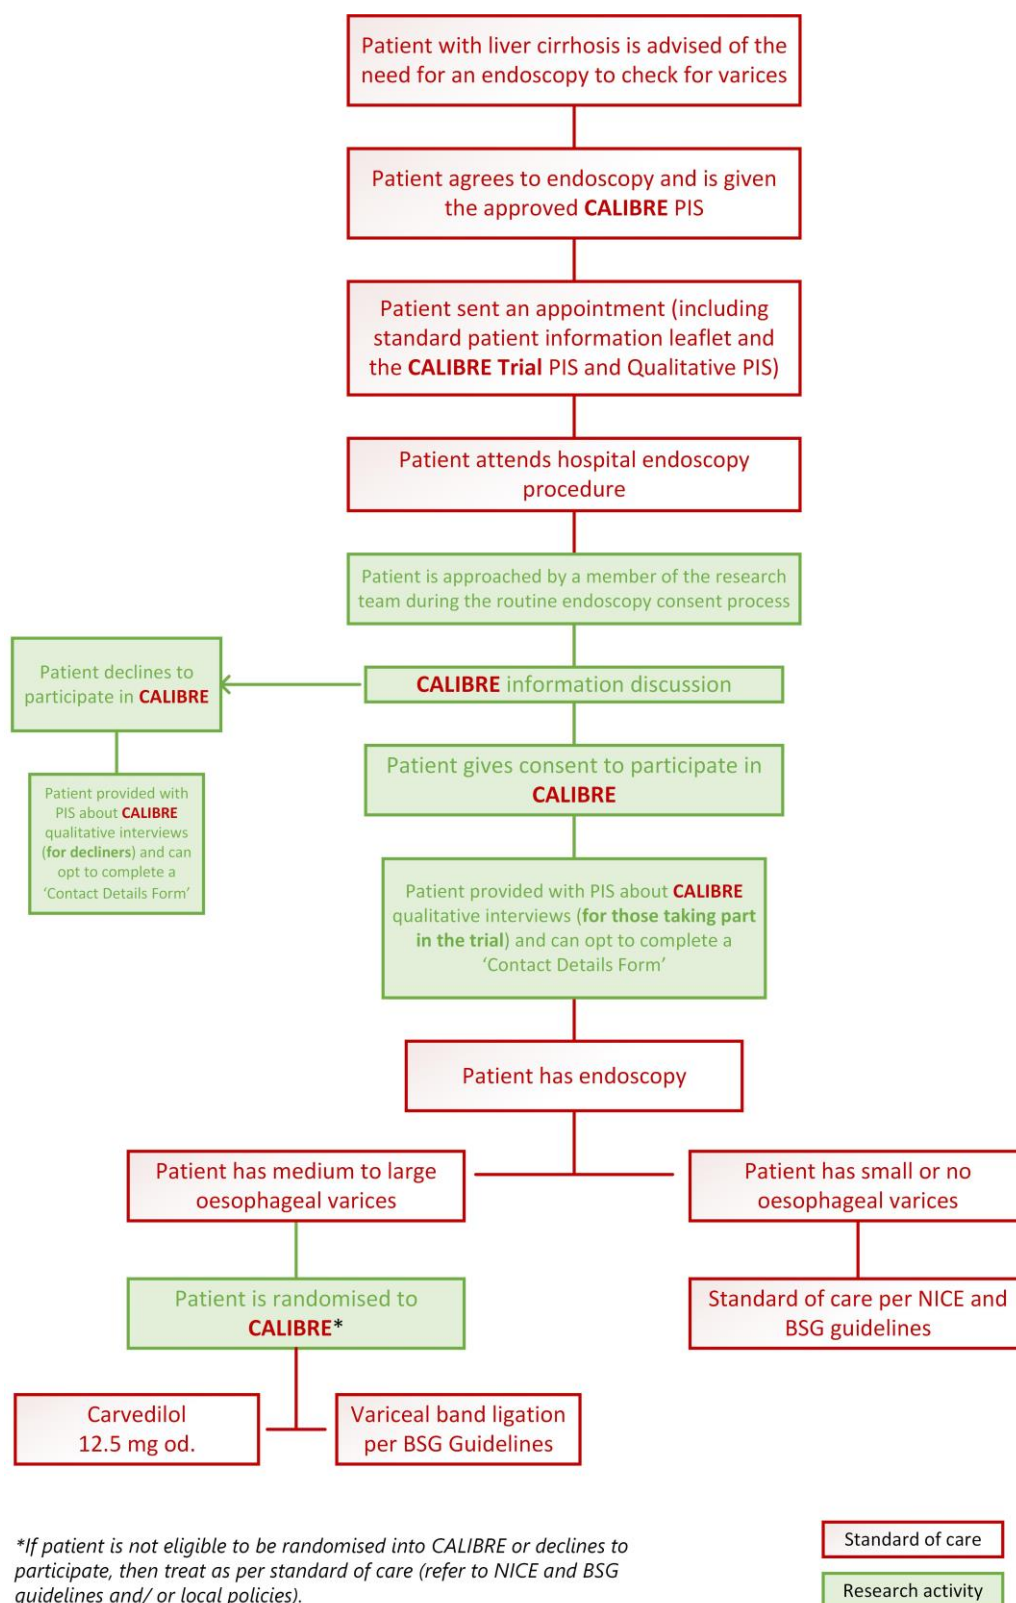 Patient with liver cirrhosis is advised of the
need for an endoscopy to check for varices
Patient agrees to endoscopy and is given
the approved CALIBRE PIS
Patient sent an appointment (including
standard patient information leaflet and
the CALIBRE Trial PIS and Qualitative PIS)
Patient attends hospital endoscopy
procedure
Patient is approached by a member of the research
team during the routine endoscopy consent process
CALIBRE information discussion
Patient declines to
participate in CALIBRE
Patient provided with
PIS about CALIBRE
qualitative interviews
(for decliners) and can
opt to complete a
‘Contact Details Form’
Patient gives consent to participate in
CALIBRE
Patient provided with PIS about CALIBRE
qualitative interviews (for those taking part
in the trial) and can opt to complete a
‘Contact Details Form’
Patient has endoscopy
Patient has medium to large
oesophageal varices
Patient has small or no
oesophageal varices
Patient is randomised to
CALIBRE*
Standard of care per NICE and
BSG guidelines
Carvedilol
12.5 mg od.
Variceal band ligation
per BSG Guidelines
*If patient is not eligible to be randomised into CALIBRE or declines to
participate, then treat as per standard of care (refer to NICE and BSG
guidelines and/ or local policies).
Standard of care
Research activity